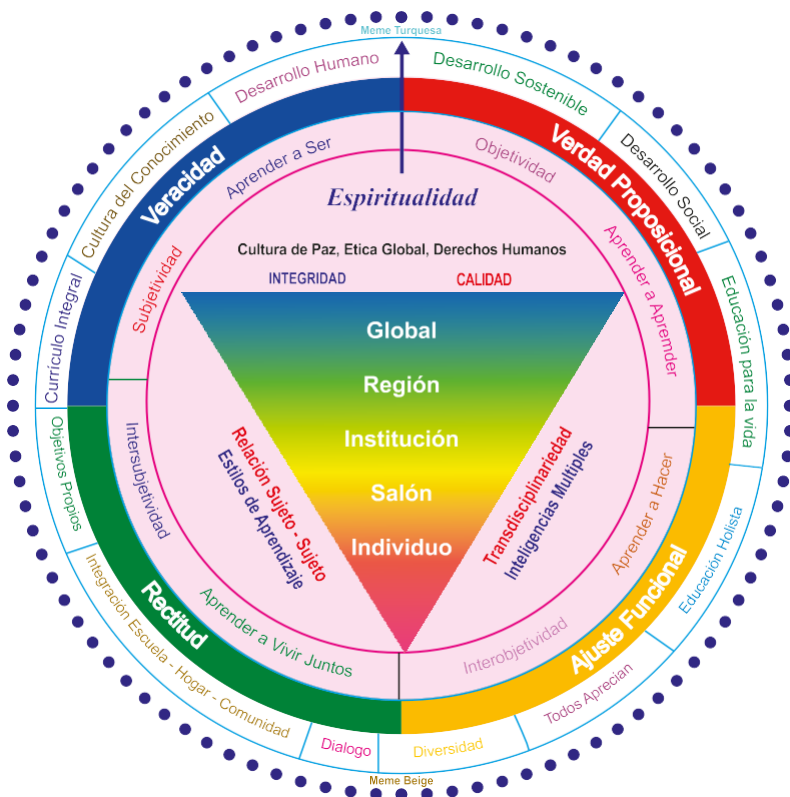 Meme Turquesa
Desarrollo Humano
Desarrollo Sostenible
Cultura del Conocimiento
Desarrollo Social
Currículo Integral
Educación para la vida
Objetivos Propios
Educación Holista
Integración Escuela - Hogar - Comunidad
Todos Aprecian
Dialogo
Diversidad
Meme Beige
Veracidad
Verdad Proposicional
Rectitud
Ajuste Funcional
Aprender a Ser
Objetividad
Subjetividad
Aprender a Apremder
Intersubjetividad
Aprender a Hacer
Aprender a Vivir Juntos
Interobjetividad
Espiritualidad
Cultura de Paz, Etica Global, Derechos Humanos
INTEGRIDAD CALIDAD
Global
Región
Institución
Salón
Individuo
Relación Sujeto - Sujeto
Estilos de Aprendizaje
Transdisciplinariedad
Inteligencias Multiples